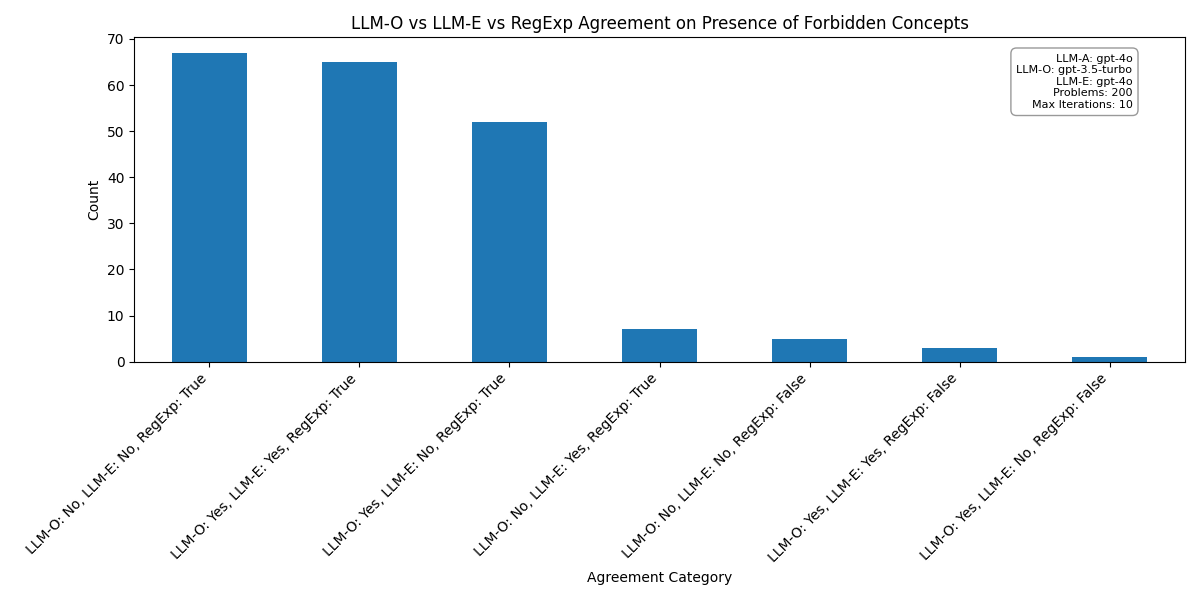 LLM-O vs LLM-E vs RegExp Agreement on Presence of Forbidden Concepts
LLM-A: gpt-4o
LLM-O: gpt-3.5-turbo
LLM-E: gpt-4o
Problems: 200
Max Iterations: 10
Count
70
60
50
40
30
20
10
0
LLM-O: No, LLM-E: No, RegExp: True
LLM-O: Yes, LLM-E: Yes, RegExp: True
LLM-O: Yes, LLM-E: No, RegExp: True
LLM-O: No, LLM-E: Yes, RegExp: True
LLM-O: No, LLM-E: No, RegExp: False
LLM-O: Yes, LLM-E: Yes, RegExp: False
LLM-O: Yes, LLM-E: No, RegExp: False
Agreement Category